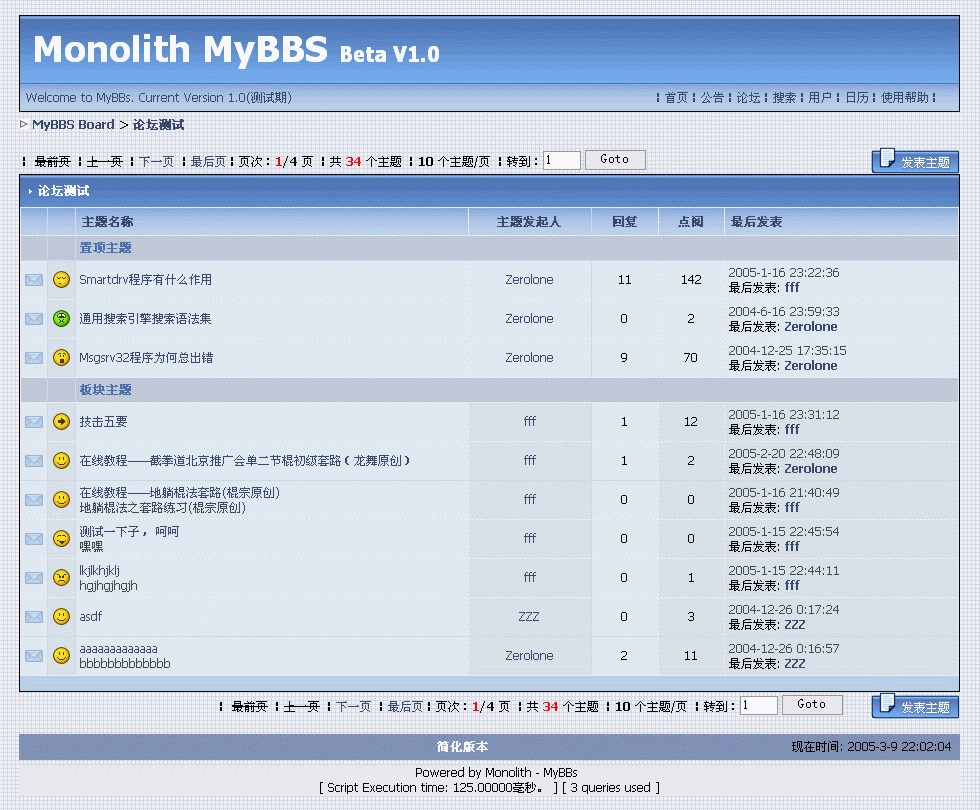 Monolith MyBBS Beta V1.0
Welcome to MyBBs. Current Version 1.0(测试期) ¦ 首页 ¦ 公告 ¦ 论坛 ¦ 搜索 ¦ 用户 ¦ 日历 ¦ 使用帮助 ¦
MyBBS Board > 论坛测试
¦ 最前页 ¦ 上一页 ¦ 下一页 ¦ 最后页 ¦ 页次：1/4 页 ¦ 共 34 个主题 ¦ 10 个主题/页 ¦ 转到： 1 Goto 发表主题
论坛测试
主题名称 主题发起人 回复 点阅 最后发表
置顶主题
Smartdrv程序有什么作用 Zerolone 11 142 2005-1-16 23:22:36
最后发表: fff
通用搜索引擎搜索语法集 Zerolone 0 2 2004-6-16 23:59:33
最后发表: Zerolone
Msgsrv32程序为何总出错 Zerolone 9 70 2004-12-25 17:35:15
最后发表: Zerolone
板块主题
技击五要 fff 1 12 2005-1-16 23:31:12
最后发表: fff
在线教程——截拳道北京推广会单二节棍初级套路（龙舞原创） fff 1 2 2005-2-20 22:48:09
最后发表: Zerolone
在线教程——地躺棍法套路(棍宗原创) fff 0 0 2005-1-16 21:40:49
地躺棍法之套路练习(棍宗原创) 最后发表: fff
测试一下子， 呵呵 fff 0 0 2005-1-15 22:45:54
嘿嘿 最后发表: fff
lkjlkhjklj fff 0 1 2005-1-15 22:44:11
hgjhgjhgjh 最后发表: fff
asdf ZZZ 0 3 2004-12-26 0:17:24
最后发表: ZZZ
aaaaaaaaaaaaa Zerolone 2 11 2004-12-26 0:16:57
bbbbbbbbbbbbb 最后发表: ZZZ
¦ 最前页 ¦ 上一页 ¦ 下一页 ¦ 最后页 ¦ 页次：1/4 页 ¦ 共 34 个主题 ¦ 10 个主题/页 ¦ 转到： 1 Goto 发表主题
简化版本 现在时间: 2005-3-9 22:02:04
Powered by Monolith - MyBBs
[ Script Execution time: 125.00000毫秒。 ] [ 3 queries used ]